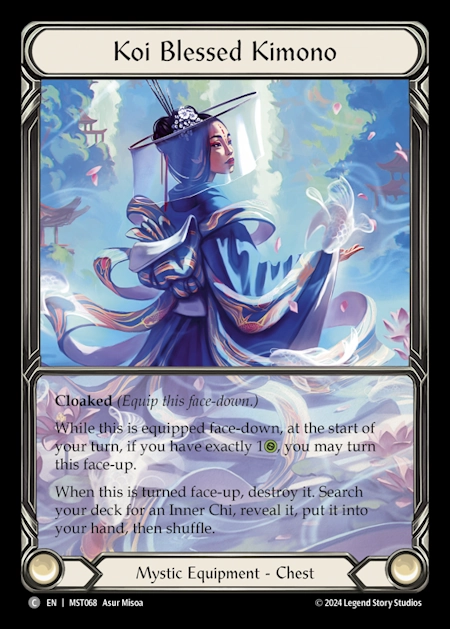 Koi Blessed Kimono
Cloaked (Equip this face-down.)
While this is equipped face-down, at the start of
your turn, if you have exactly 1, you may turn
this face-up.
When this is turned face-up, destroy it. Search
your deck for an Inner Chi, reveal it, put it into
your hand, then shuffle.
Mystic Equipment - Chest
C EN | MST068 Asur Misoa
© 2024 Legend Story Studios